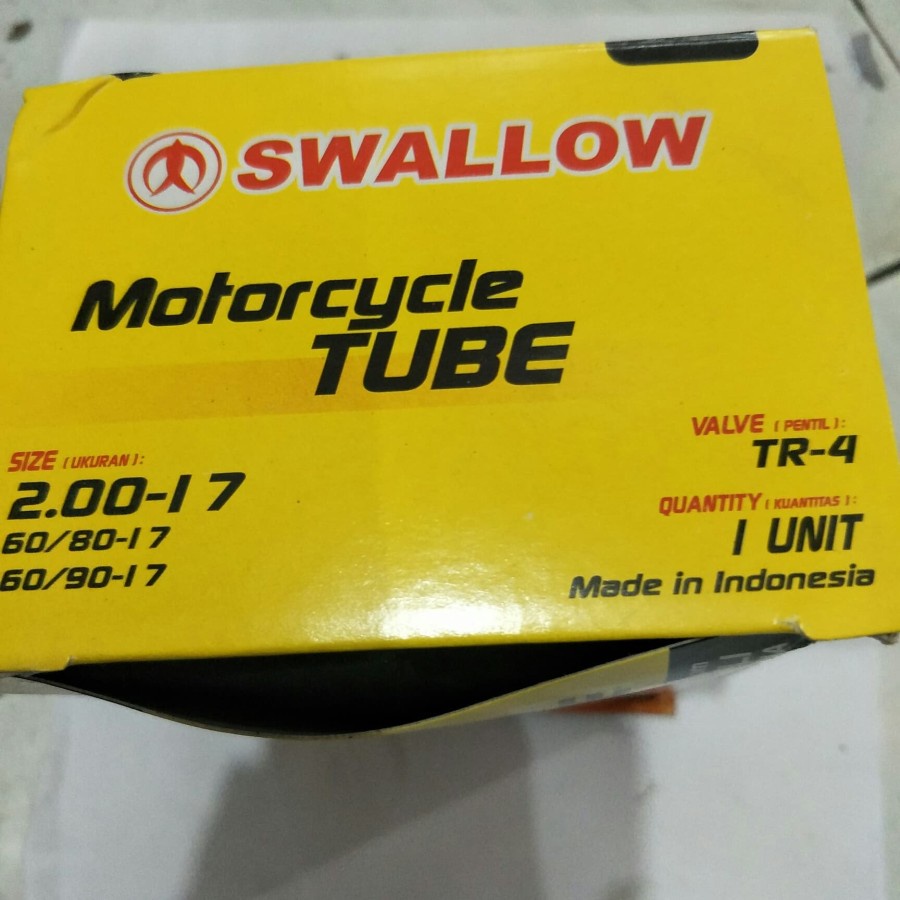 SWALLOW
Motorcycle
TUBE
SIZE (UKURAN):
2.00-17
60/80-17
60/90-17
VALVE (PENTIL):
TR-4
QUANTITY (KUANTITAS):
1 UNIT
Made in Indonesia